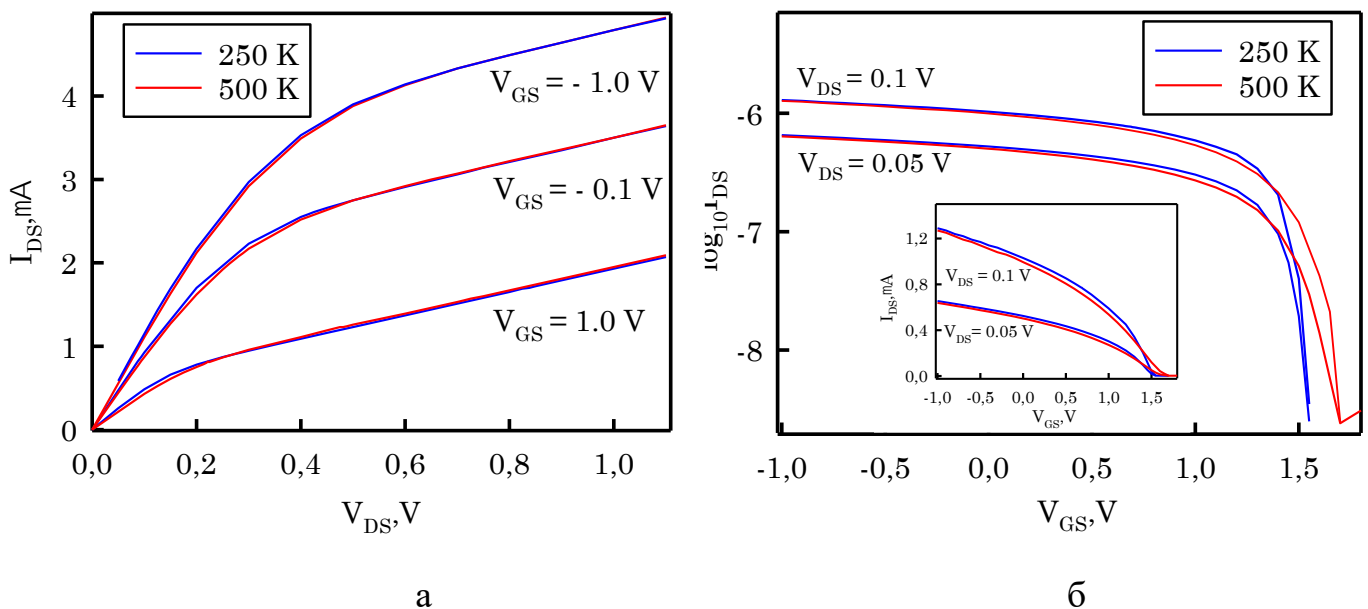 250 K
500 K
V_GS = - 1.0 V
V_GS = - 0.1 V
V_GS = 1.0 V
I_DS,mA
4
3
2
1
0
0,0 0,2 0,4 0,6 0,8 1,0
V_DS,V
а
250 K
500 K
V_DS = 0.1 V
V_DS = 0.05 V
log₁₀I_DS
-6
-7
-8
-1,0 -0,5 0,0 0,5 1,0 1,5
V_GS,V
I_DS,mA
1,2
0,8
0,4
0,0
V_DS = 0.1 V
V_DS = 0.05 V
-1,0 -0,5 0,0 0,5 1,0 1,5
V_GS,V
б